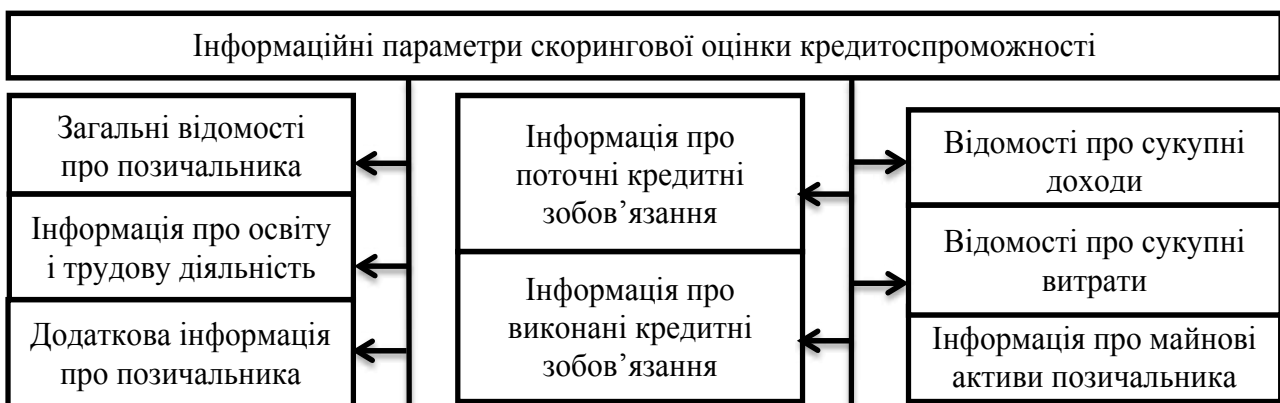 Інформаційні параметри скорингової оцінки кредитоспроможності
Загальні відомості
про позичальника
Інформація про освіту
і трудову діяльність
Додаткова інформація
про позичальника
Інформація про
поточні кредитні
зобов’язання
Інформація про
виконані кредитні
зобов’язання
Відомості про сукупні
доходи
Відомості про сукупні
витрати
Інформація про майнові
активи позичальника